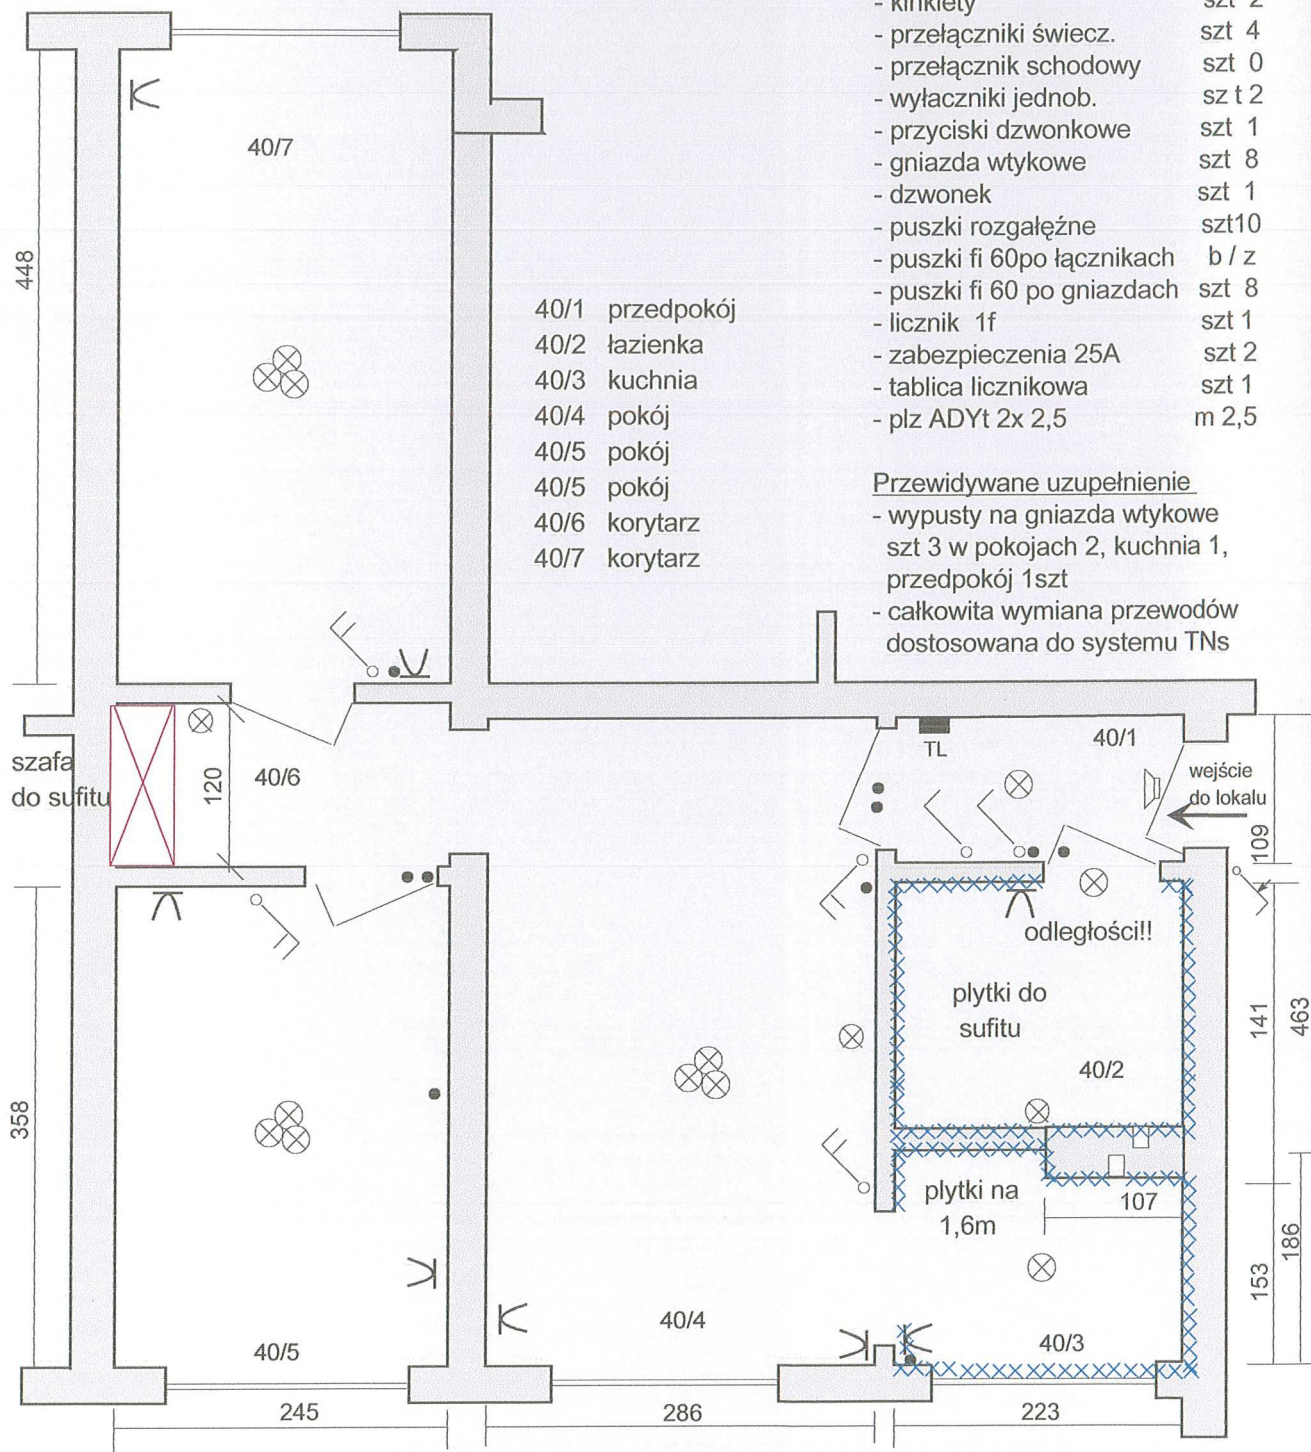 - kinkiety szt 2
- przełączniki świecz. szt 4
- przełącznik schodowy szt 0
- wyłaczniki jednob. sz t 2
- przyciski dzwonkowe szt 1
- gniazda wtykowe szt 8
- dzwonek szt 1
- puszki rozgałęźne szt10
- puszki fi 60po łącznikach b / z
- puszki fi 60 po gniazdach szt 8
- licznik 1f szt 1
- zabezpieczenia 25A szt 2
- tablica licznikowa szt 1
- plz ADYt 2x 2,5 m 2,5
Przewidywane uzupełnienie
- wypusty na gniazda wtykowe
szt 3 w pokojach 2, kuchnia 1,
przedpokój 1szt
- całkowita wymiana przewodów
dostosowana do systemu TNs
40/1 przedpokój
40/2 łazienka
40/3 kuchnia
40/4 pokój
40/5 pokój
40/5 pokój
40/6 korytarz
40/7 korytarz
40/7
448
szafa
do sufitu
120
40/6
TL
40/1
wejście
do lokalu
109
odległości!!
płytki do
sufitu
40/2
141
463
358
plytki na
1,6m
107
153
186
40/5
40/4
40/3
245
286
223